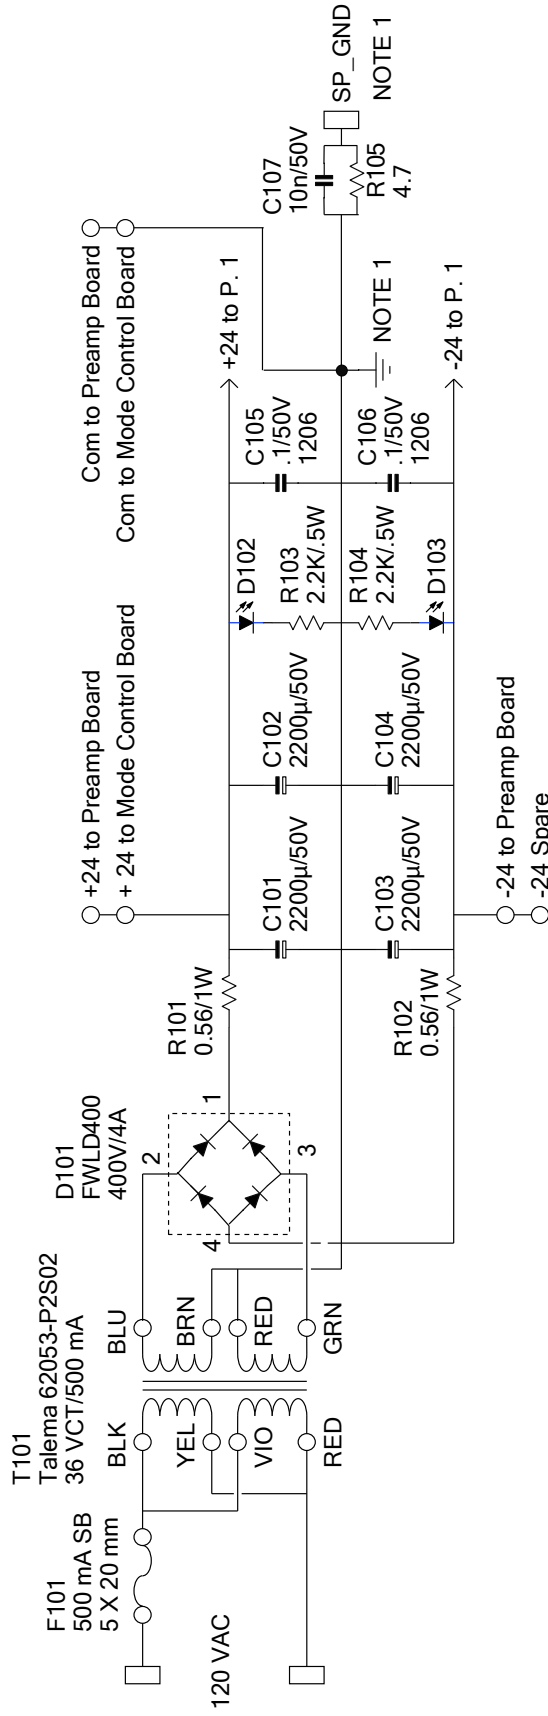 F101
500 mA SB
5 X 20 mm
120 VAC
T101
Talema 62053-P2S02
36 VCT/500 mA
BLK
YEL
VIO
RED
BLU
BRN
RED
GRN
D101
FWLD400
400V/4A
2
1
4
3
R101
0.56/1W
R102
0.56/1W
+24 to Preamp Board
+ 24 to Mode Control Board
C101
2200µ/50V
C103
2200µ/50V
C102
2200µ/50V
C104
2200µ/50V
-24 to Preamp Board
-24 Spare
D102
R103
2.2K/.5W
R104
2.2K/.5W
D103
C105
.1/50V
1206
C106
.1/50V
1206
Com to Preamp Board
Com to Mode Control Board
+24 to P. 1
NOTE 1
-24 to P. 1
C107
10n/50V
R105
4.7
SP_GND
NOTE 1